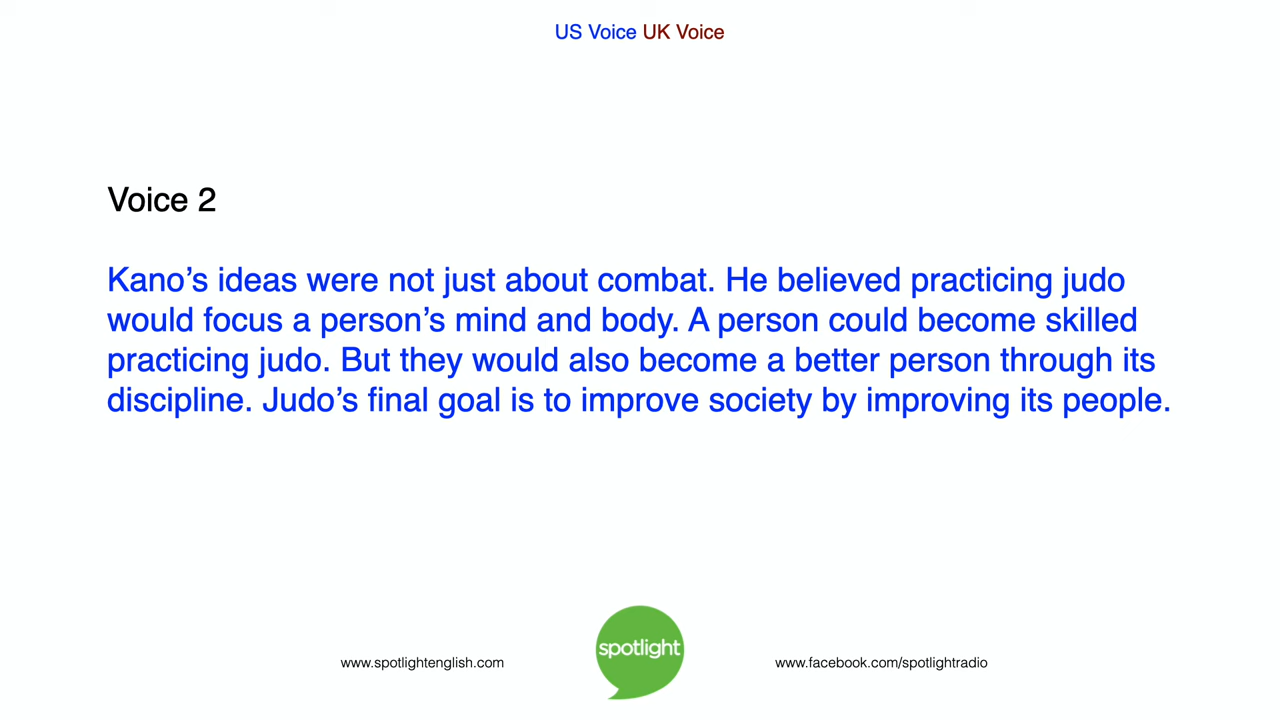 US Voice UK Voice
Voice 2
Kano’s ideas were not just about combat. He believed practicing judo
would focus a person’s mind and body. A person could become skilled
practicing judo. But they would also become a better person through its
discipline. Judo’s final goal is to improve society by improving its people.
www.spotlightenglish.com
spotlight
www.facebook.com/spotlightradio